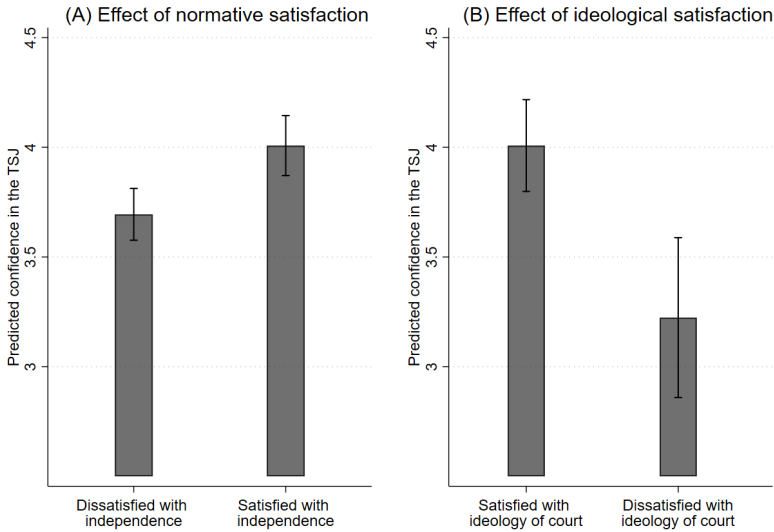 (A) Effect of normative satisfaction
Predicted confidence in the TSJ
4.5
4
3.5
3
Dissatisfied with
independence
Satisfied with
independence
(B) Effect of ideological satisfaction
Predicted confidence in the TSJ
4.5
4
3.5
3
Satisfied with
ideology of court
Dissatisfied with
ideology of court